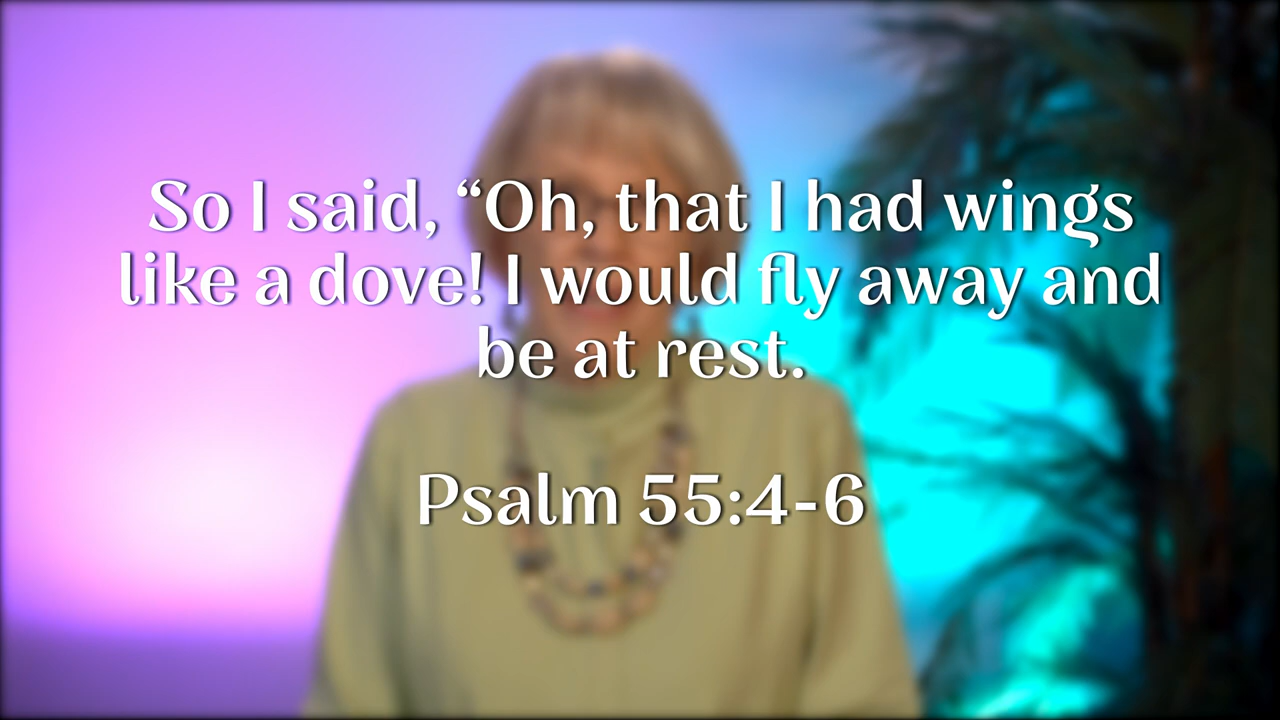 So I said, “Oh, that I had wings
like a dove! I would fly away and
be at rest.
Psalm 55:4-6